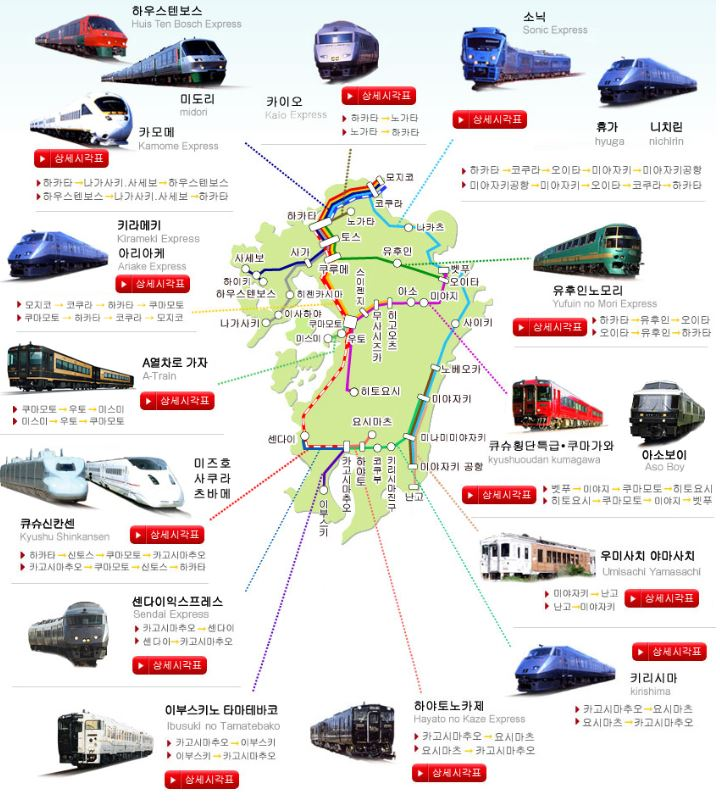 하우스텐보스
Huis Ten Bosch Express
미도리
midori
카모메
Kamome Express
상세시각표
하카타→나가사키.사세보→하우스텐보스
하우스텐보스→나가사키.사세보→하카타
카이오
Kaio Express
상세시각표
하카타→노가타
노가타→하카타
소닉
Sonic Express
상세시각표
휴가
hyuga
니치린
nichirin
하카타→코쿠라→오이타→미야자키→미야자키공항
미야자키공항→미야자키→오이타→코쿠라→하카타
키라메키
Kirameki Express
아리아케
Ariake Express
상세시각표
모지코→코쿠라→하카타→쿠마모토
쿠마모토→하카타→코쿠라→모지코
유후인노모리
Yufuin no Mori Express
상세시각표
하카타→유후인→오이타
오이타→유후인→하카타
A열차로 가자
A-Train
상세시각표
쿠마모토→우토→미스미
미스미→우토→쿠마모토
큐슈횡단특급•쿠마가와
kyushuoudan kumagawa
아소보이
Aso Boy
상세시각표
벳푸→미야지→쿠마모토→히토요시
히토요시→쿠마모토→미야지→벳푸
미즈호
사쿠라
츠바메
큐슈신칸센
Kyushu Shinkansen
상세시각표
하카타→신토스→쿠마모토→카고시마추오
카고시마추오→쿠마모토→신토스→하카타
우미사치 야마사치
Umisachi Yamasachi
미야자키→난고
난고→미야자키
상세시각표
센다이익스프레스
Sendai Express
카고시마추오→센다이
센다이→카고시마추오
상세시각표
상세시각표
키리시마
kirishima
카고시마추오→요시마츠
요시마츠→카고시마추오
이부스키노 타마테바코
Ibusuki no Tamatebako
카고시마추오→이부스키
이부스키→카고시마추오
상세시각표
하야토노카제
Hayato no Kaze Express
카고시마추오→요시마츠
요시마츠→카고시마추오
상세시각표
모지코
코쿠라
하카타
노가타
나카츠
토스
사기
사세보
쿠루메
유후인
벳푸
오이타
하이키
하우스텐보스
히젠카시마
스이젠지
아소
미야지
이사하야
나가사키
쿠마모토
무사시즈카
히고오츠
사이키
미스미
우토
노베오카
히토요시
미야자키
요시마츠
센다이
미나미미야자키
카고시마추오
하야토
코쿠부
키리시마진구
미야자키 공항
이부스키
난고